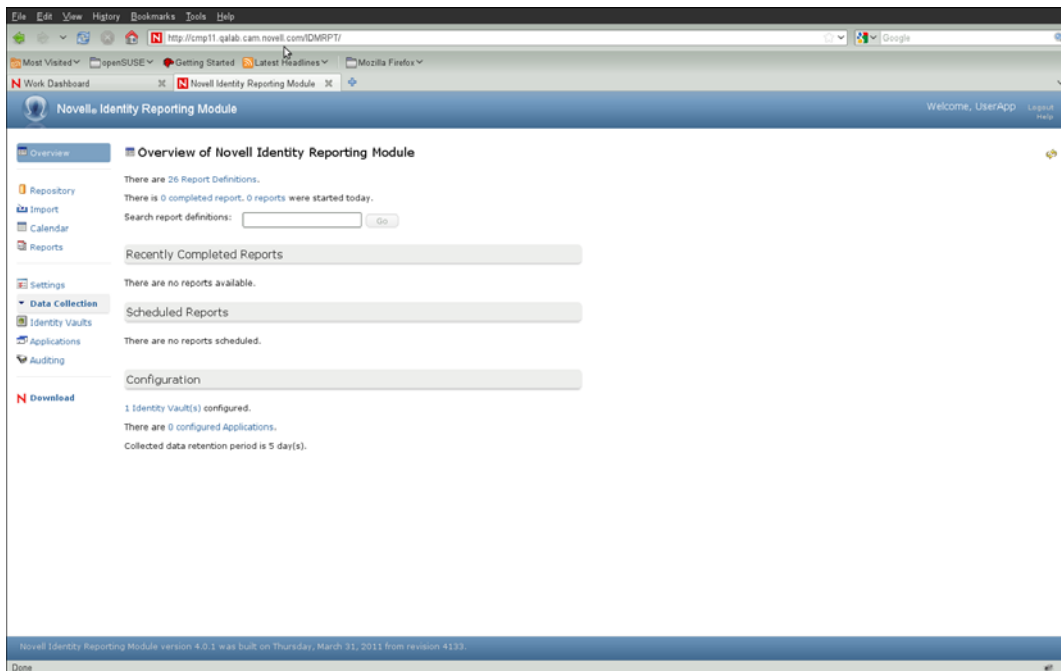 File Edit View History Bookmarks Tools Help
http://cmp11.qalab.cam.novell.com/IDMRPT/
Google
Most Visited openSUSE Getting Started Latest Headlines Mozilla Firefox
Work Dashboard Novell Identity Reporting Module
Novell® Identity Reporting Module
Welcome, UserApp Logout
Help
Overview
Repository
Import
Calendar
Reports
Settings
Data Collection
Identity Vaults
Applications
Auditing
Download
Overview of Novell Identity Reporting Module
There are 26 Report Definitions.
There is 0 completed report. 0 reports were started today.
Search report definitions: Go
Recently Completed Reports
There are no reports available.
Scheduled Reports
There are no reports scheduled.
Configuration
1 Identity Vault(s) configured.
There are 0 configured Applications.
Collected data retention period is 5 day(s).
Novell Identity Reporting Module version 4.0.1 was built on Thursday, March 31, 2011 from revision 4133.
Done